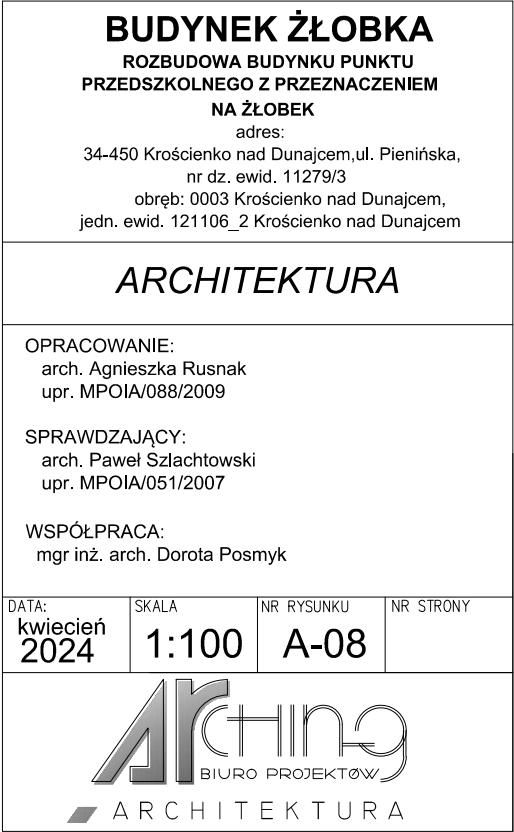 BUDYNEK ŻŁOBKA
ROZBUDOWA BUDYNKU PUNKTU
PRZEDSZKOLNEGO Z PRZEZNACZENIEM
NA ŻŁOBEK
adres:
34-450 Krościenko nad Dunajcem,ul. Pienińska,
nr dz. ewid. 11279/3
obręb: 0003 Krościenko nad Dunajcem,
jedn. ewid. 121106_2 Krościenko nad Dunajcem
ARCHITEKTURA
OPRACOWANIE:
arch. Agnieszka Rusnak
upr. MPOIA/088/2009
SPRAWDZAJĄCY:
arch. Paweł Szlachtowski
upr. MPOIA/051/2007
WSPÓŁPRACA:
mgr inż. arch. Dorota Posmyk
DATA: SKALA NR RYSUNKU NR STRONY
kwiecień
2024 1:100 A-08
Arching
BIURO PROJEKTÓW
ARCHITEKTURA